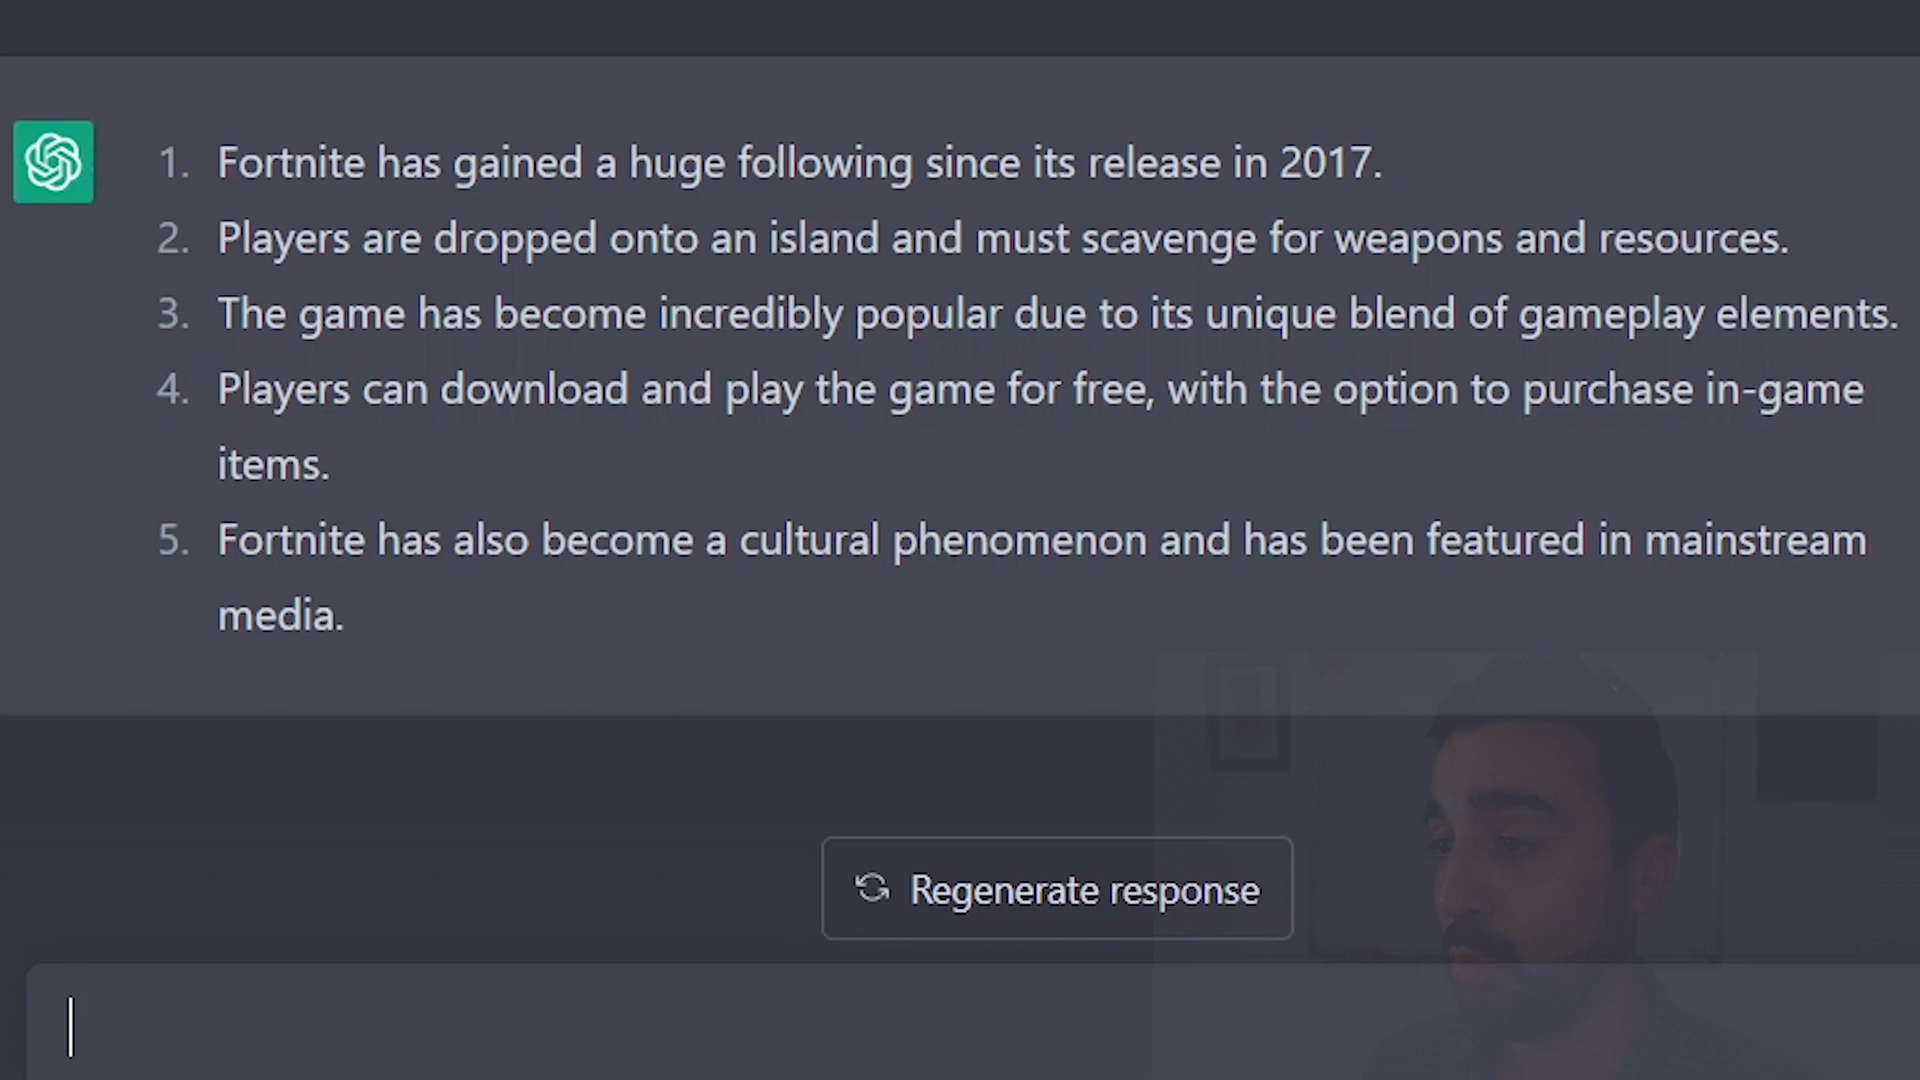 1. Fortnite has gained a huge following since its release in 2017.
2. Players are dropped onto an island and must scavenge for weapons and resources.
3. The game has become incredibly popular due to its unique blend of gameplay elements.
4. Players can download and play the game for free, with the option to purchase in-game
items.
5. Fortnite has also become a cultural phenomenon and has been featured in mainstream
media.
Regenerate response